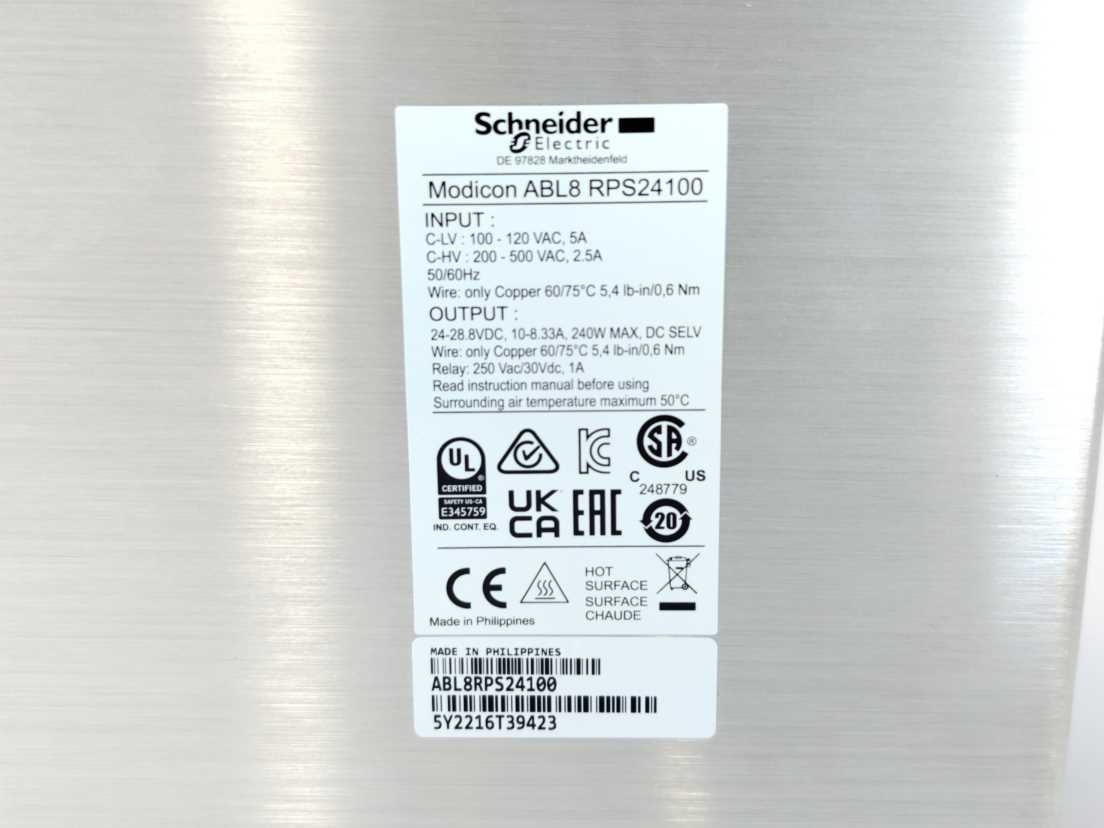 Schneider
Electric
DE 97828 Marktheidenfeld
Modicon ABL8 RPS24100
INPUT :
C-LV : 100 - 120 VAC, 5A
C-HV : 200 - 500 VAC, 2.5A
50/60Hz
Wire: only Copper 60/75°C 5,4 lb-in/0,6 Nm
OUTPUT :
24-28.8VDC, 10-8.33A, 240W MAX, DC SELV
Wire: only Copper 60/75°C 5,4 lb-in/0,6 Nm
Relay: 250 Vac/30Vdc, 1A
Read instruction manual before using
Surrounding air temperature maximum 50°C
UL ®
CERTIFIED
SAFETY US-CA
E345759
IND. CONT. EQ.
KC
SA ®
C US
248779
UK
CA
EAC
20
CE
HOT
SURFACE
SURFACE
CHAUDE
Made in Philippines
MADE IN PHILIPPINES
ABL8RPS24100
5Y2216T39423